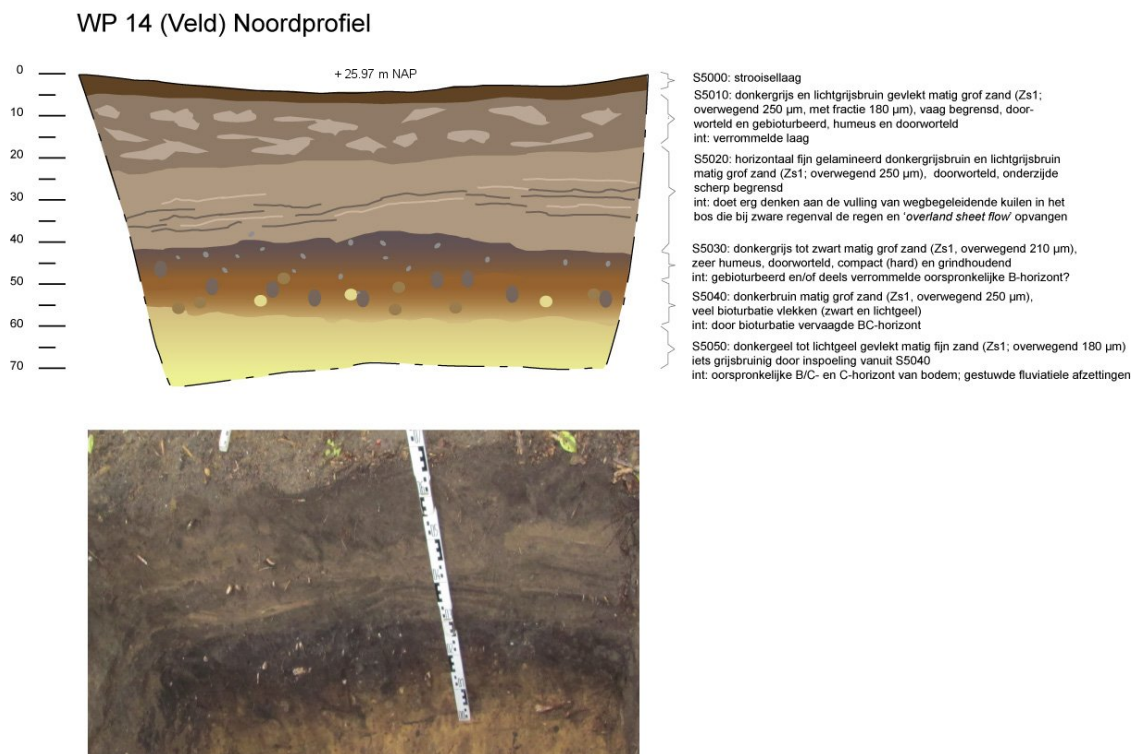 WP 14 (Veld) Noordprofiel
+ 25.97 m NAP
0
10
20
30
40
50
60
70
S5000: strooisellaag
S5010: donkergrijs en lichtgrijsbruin gevlekt matig grof zand (Zs1;
overwegend 250 µm, met fractie 180 µm), vaag begrensd, door-
worteld en gebioturbeerd, humeus en doorworteld
int: verrommelde laag
S5020: horizontaal fijn gelamineerd donkergrijsbruin en lichtgrijsbruin
matig grof zand (Zs1; overwegend 250 µm), doorworteld, onderzijde
scherp begrensd
int: doet erg denken aan de vulling van wegbegeleidende kuilen in het
bos die bij zware regenval de regen en 'overland sheet flow' opvangen
S5030: donkergrijs tot zwart matig grof zand (Zs1, overwegend 210 µm),
zeer humeus, doorworteld, compact (hard) en grindhoudend
int: gebioturbeerd en/of deels verrommelde oorspronkelijke B-horizont?
S5040: donkerbruin matig grof zand (Zs1, overwegend 250 µm),
veel bioturbatie vlekken (zwart en lichtgeel)
int: door bioturbatie vervaagde BC-horizont
S5050: donkergeel tot lichtgeel gevlekt matig fijn zand (Zs1; overwegend 180 µm)
iets grijsbruinig door inspoeling vanuit S5040
int: oorspronkelijke B/C- en C-horizont van bodem; gestuwde fluviatiele afzettingen